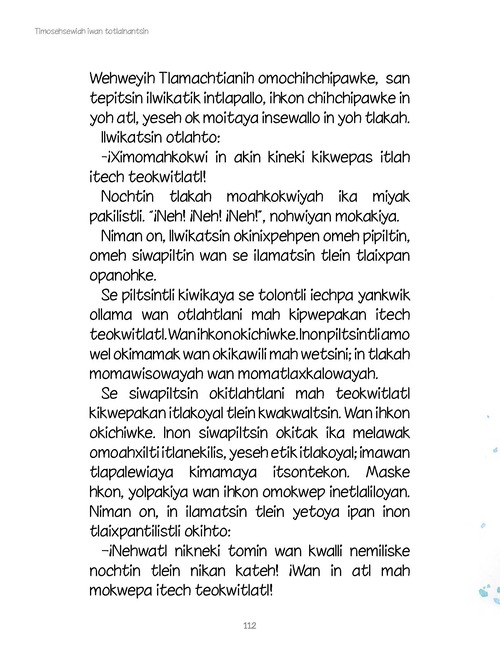 Timosehsewiah iwan totlalnantsin
Wehweyih Tlamachtianih omochihchipawke, san
tepitsin ilwikatik intlapallo, ihkon chihchipawke in
yoh atl, yeseh ok moitaya insewallo in yoh tlakah.
Ilwikatsin otlahto:
-¡Ximomahkokwi in akin kineki kikwepas itlah
itech teokwitlatl!
Nochtin tlakah moahkokwiyah ika miyak
pakilistli. "¡Neh! ¡Neh! ¡Neh!", nohwiyan mokakiya.
Niman on, Ilwikatsin okinixpehpen omeh pipiltin,
omeh siwapiltin wan se ilamatsin tlein tlaixpan
opanohke.
Se piltsintli kiwikaya se tolontli iechpa yankwik
ollama wan otlahtlani mah kipwepakan itech
teokwitlatl. Wan ihkon okichiwke. Inon piltsintli amo
wel okimamak wan okikawili mah wetsini; in tlakah
momawisowayah wan momatlaxkalowayah.
Se siwapiltsin okitlahtlani mah teokwitlatl
kikwepakan itlakoyal tlein kwakwaltsin. Wan ihkon
okichiwke. Inon siwapiltsin okitak ika melawak
omoahxilti itlanekilis, yeseh etik itlakoyal; imawan
tlapalewiaya kimamaya itsontekon. Maske
hkon, yolpakiya wan ihkon omokwep inetlaliloyan.
Niman on, in ilamatsin tlein yetoya ipan inon
tlaixpantilistli okihto:
-¡Nehwatl nikneki tomin wan kwalli nemiliske
nochtin tlein nikan kateh! ¡Wan in atl mah
mokwepa itech teokwitlatl!
112